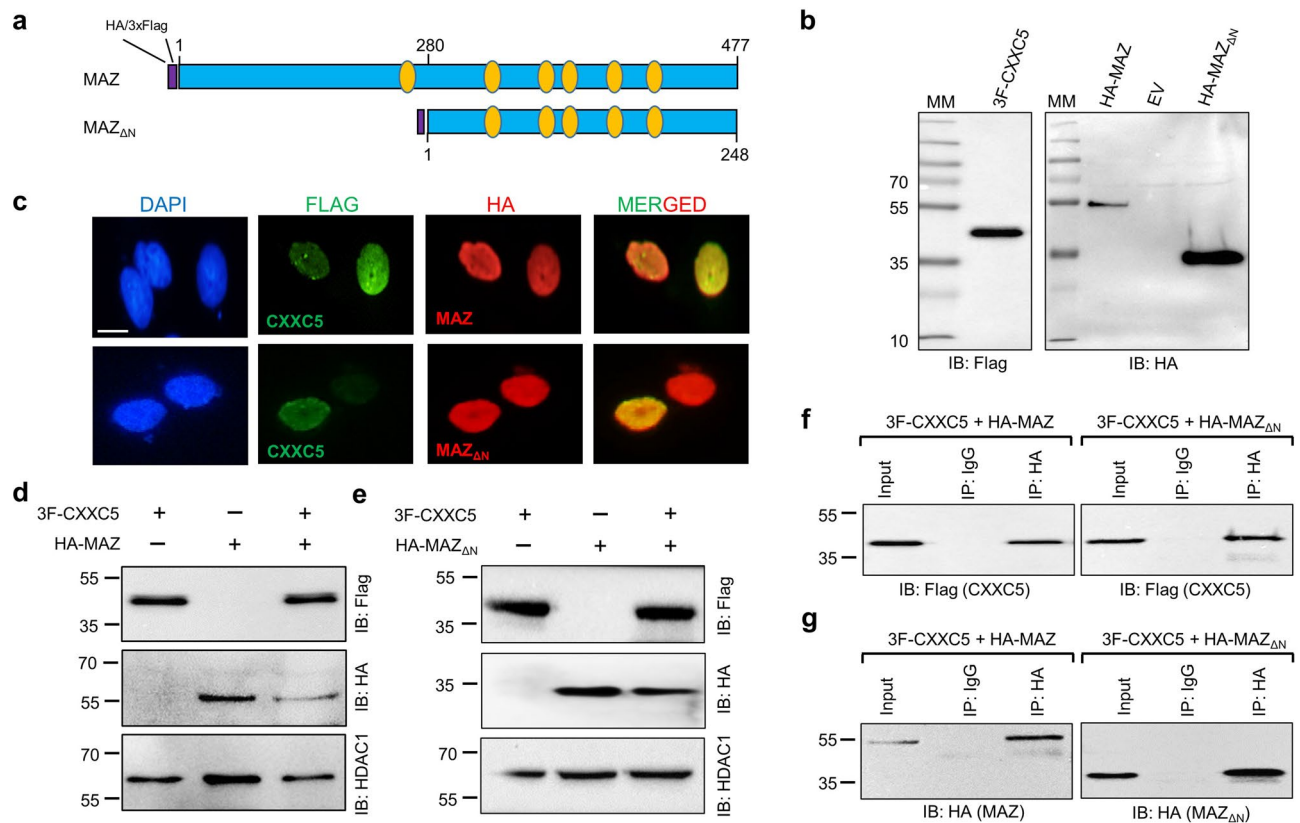 a
HA/3xFlag
1
280
477
MAZ
MAZΔN
1
248
b
MM
3F-CXXC5
MM
HA-MAZ
EV
HA-MAZΔN
70
55
35
10
IB: Flag
IB: HA
c
DAPI
FLAG
HA
MERGED
CXXC5
MAZ
CXXC5
MAZΔN
d
3F-CXXC5 + – +
HA-MAZ – + +
55
35
IB: Flag
70
55
IB: HA
70
55
IB: HDAC1
e
3F-CXXC5 + – +
HA-MAZΔN – + +
55
35
IB: Flag
35
IB: HA
70
55
IB: HDAC1
f
3F-CXXC5 + HA-MAZ
3F-CXXC5 + HA-MAZΔN
Input
IP: IgG
IP: HA
Input
IP: IgG
IP: HA
55
35
IB: Flag (CXXC5)
IB: Flag (CXXC5)
g
3F-CXXC5 + HA-MAZ
3F-CXXC5 + HA-MAZΔN
Input
IP: IgG
IP: HA
Input
IP: IgG
IP: HA
55
35
IB: HA (MAZ)
IB: HA (MAZΔN)